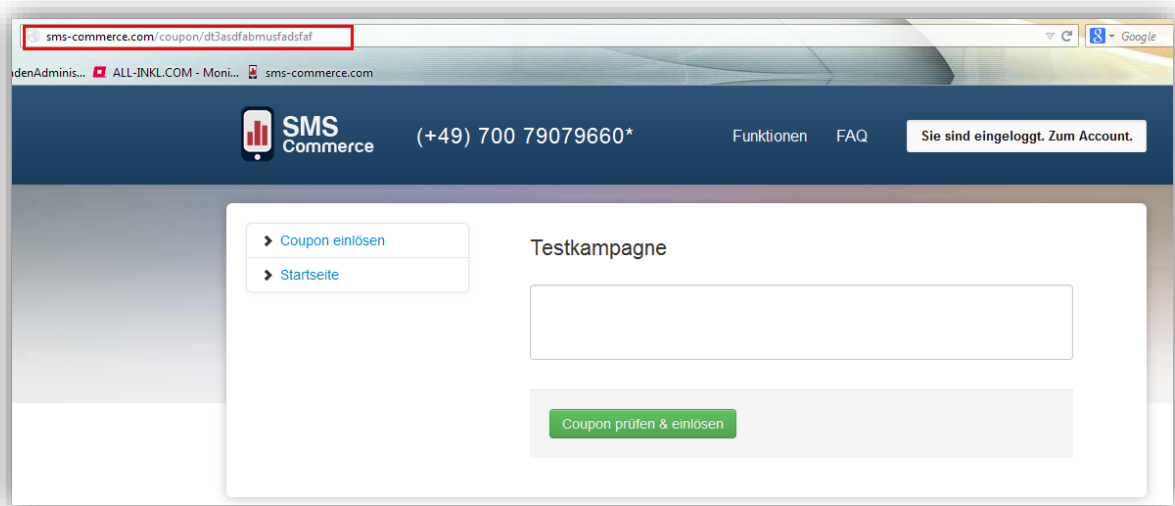 sms-commerce.com/coupon/dt3asdfabmusfadsfaf
Google
denAdminis... ALL-INKL.COM - Moni... sms-commerce.com
SMS
Commerce
(+49) 700 79079660*
Funktionen
FAQ
Sie sind eingeloggt. Zum Account.
Coupon einlösen
Startseite
Testkampagne
Coupon prüfen & einlösen